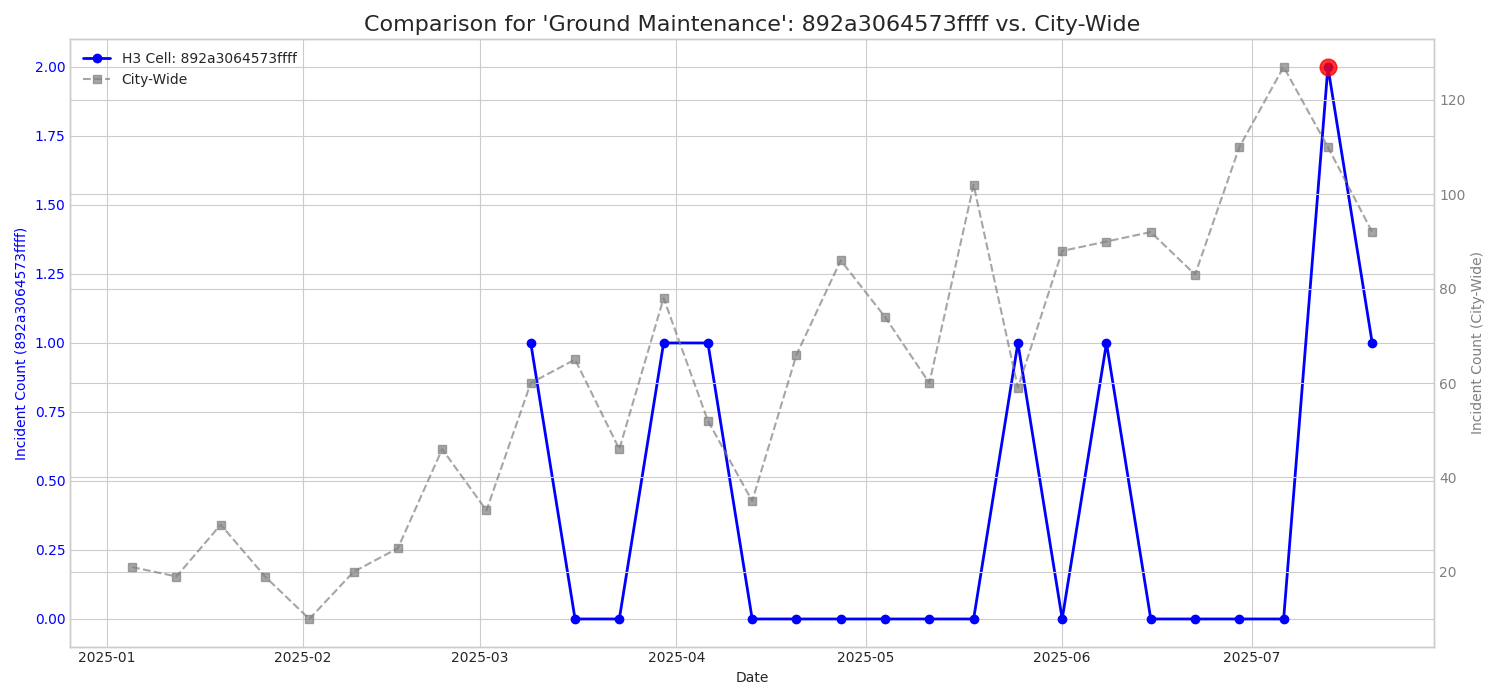 Comparison for 'Ground Maintenance': 892a3064573ffff vs. City-Wide
H3 Cell: 892a3064573ffff
City-Wide
Incident Count (892a3064573ffff)
2.00
1.75
1.50
1.25
1.00
0.75
0.50
0.25
0.00
120
100
80
60
40
20
Incident Count (City-Wide)
2025-01 2025-02 2025-03 2025-04 2025-05 2025-06 2025-07
Date